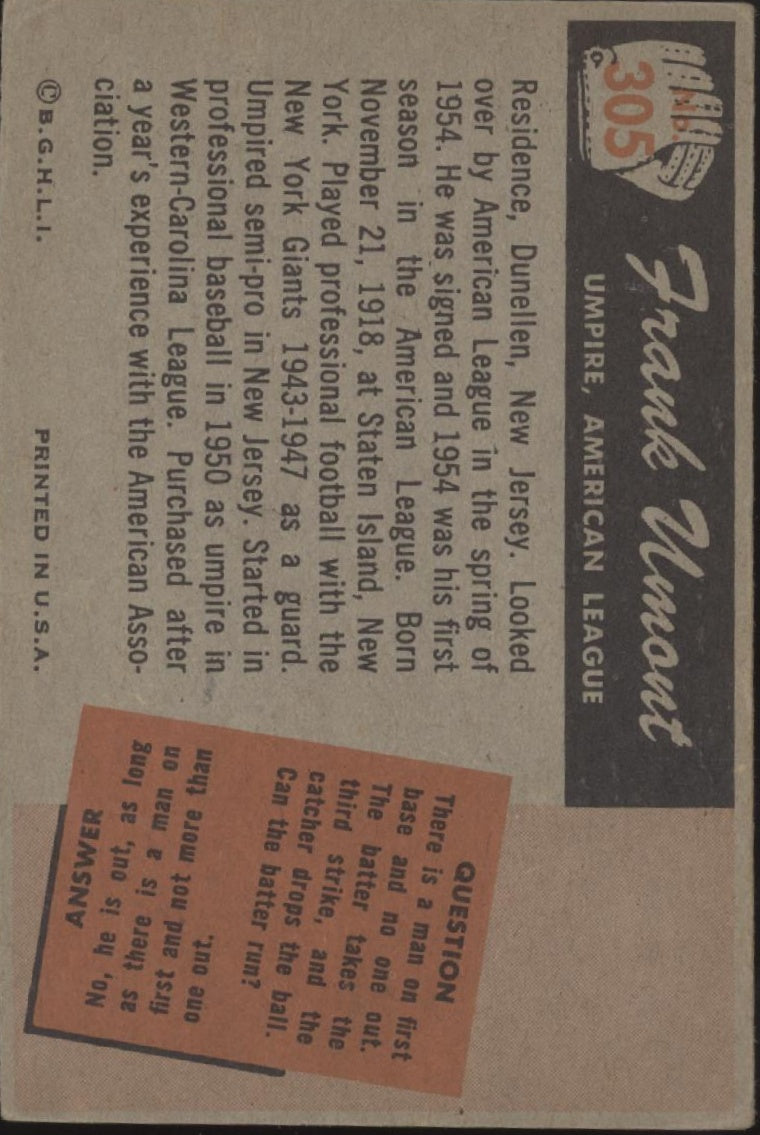 No.
305
Frank Umont
UMPIRE, AMERICAN LEAGUE
Residence, Dunellen, New Jersey. Looked
over by American League in the spring of
1954. He was signed and 1954 was his first
season in the American League. Born
November 21, 1918, at Staten Island, New
York. Played professional football with the
New York Giants 1943-1947 as a guard.
Umpired semi-pro in New Jersey. Started in
professional baseball in 1950 as umpire in
Western-Carolina League. Purchased after
a year's experience with the American Asso-
ciation.
©B.G.H.L.I.
PRINTED IN U.S.A.
QUESTION
There is a man on first
base and no one out.
The batter takes the
third strike, and the
catcher drops the ball.
Can the batter run?
ANSWER
No, he is out, as long
as there is a man on
first and not more than
one out.